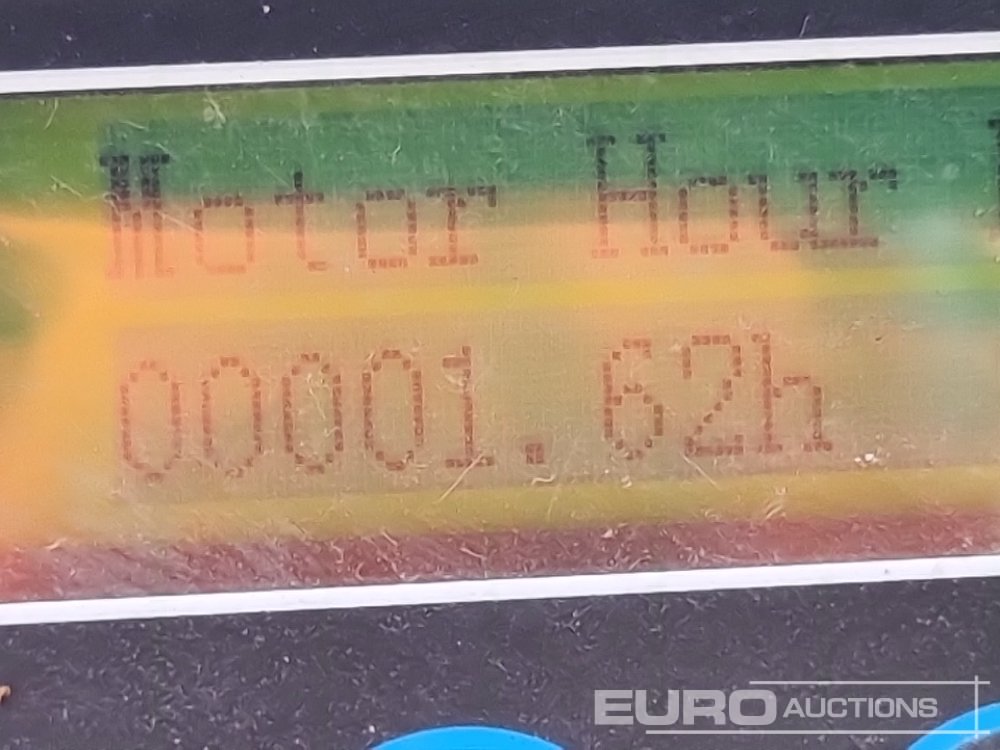 Motor Hour
00001.62h
EURO AUCTIONS